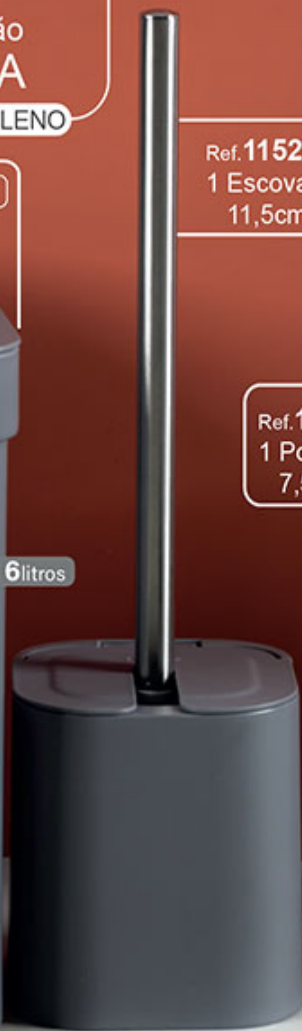 ão
A
LENO
Ref.1152
1 Escova
11,5cm
Ref.1
1 Po
7,5
6litros